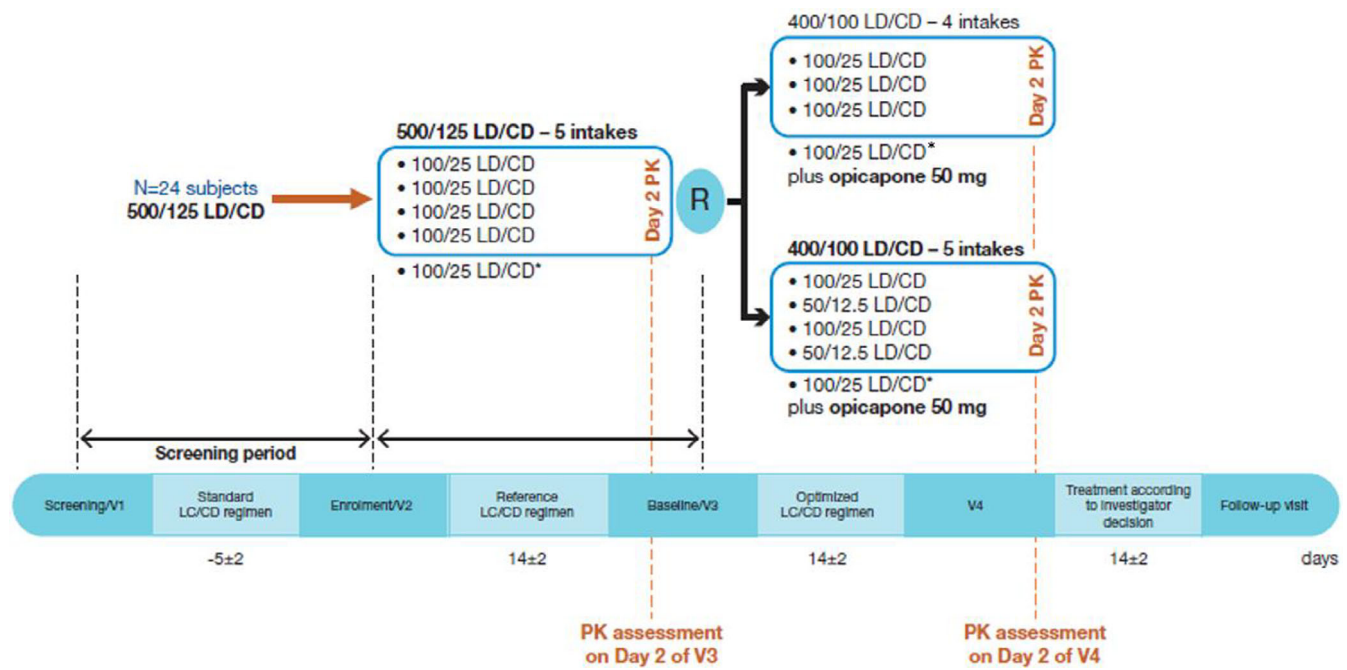 N=24 subjects
500/125 LD/CD
500/125 LD/CD – 5 intakes
• 100/25 LD/CD
• 100/25 LD/CD
• 100/25 LD/CD
• 100/25 LD/CD
• 100/25 LD/CD*
Day 2 PK
R
400/100 LD/CD – 4 intakes
• 100/25 LD/CD
• 100/25 LD/CD
• 100/25 LD/CD
• 100/25 LD/CD*
plus opicapone 50 mg
Day 2 PK
400/100 LD/CD – 5 intakes
• 100/25 LD/CD
• 50/12.5 LD/CD
• 100/25 LD/CD
• 50/12.5 LD/CD
• 100/25 LD/CD*
plus opicapone 50 mg
Day 2 PK
Screening period
Screening/V1
Standard
LC/CD regimen
Enrolment/V2
Reference
LC/CD regimen
Baseline/V3
Optimized
LC/CD regimen
V4
Treatment according
to investigator
decision
Follow-up visit
-5±2
14±2
14±2
14±2
days
PK assessment
on Day 2 of V3
PK assessment
on Day 2 of V4